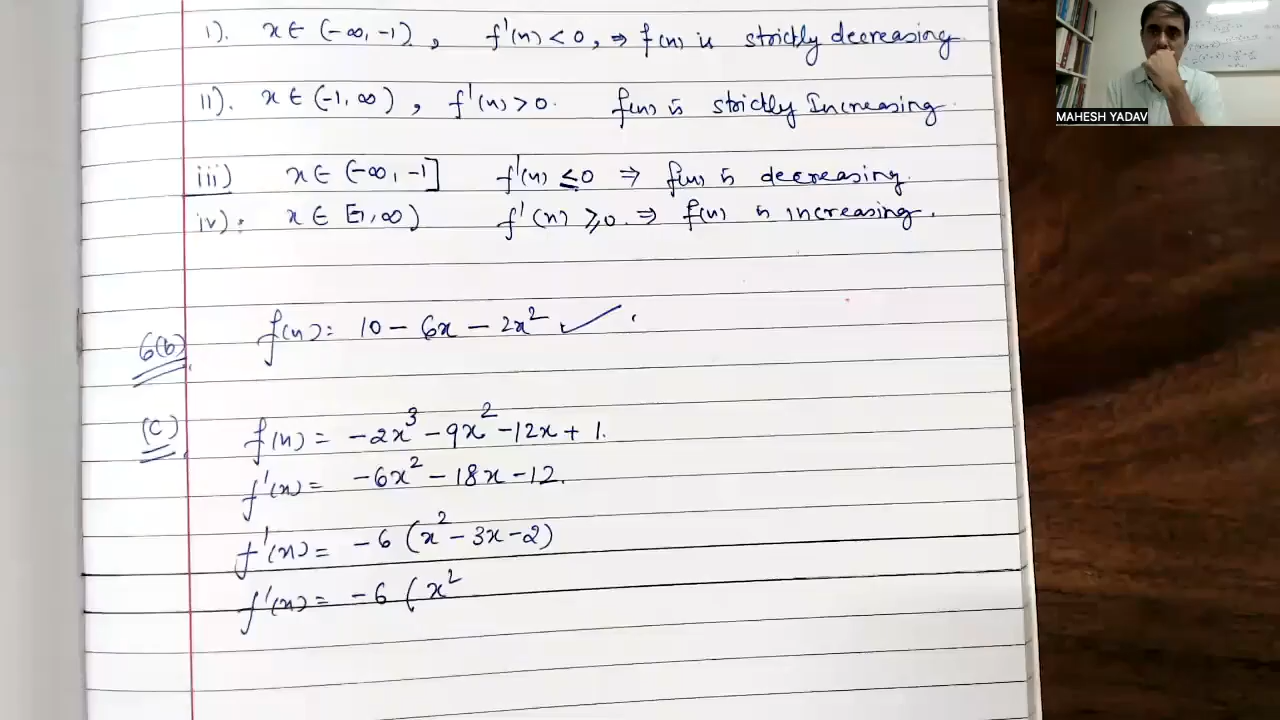 i). x ∈ (-∞, -1), f'(x) < 0, ⇒ f(x) is strictly decreasing.
ii). x ∈ (-1, ∞), f'(x) > 0. f(x) is strictly Increasing.
iii) x ∈ (-∞, -1] f'(x) ≤ 0 ⇒ f(x) is decreasing.
iv). x ∈ [-1, ∞) f'(x) ≥ 0. ⇒ f(x) is increasing.
6(b) f(x) = 10 - 6x - 2x² ✓.
(c) f(x) = -2x³ - 9x² - 12x + 1.
f'(x) = -6x² - 18x - 12.
f'(x) = -6 (x² - 3x - 2)
f'(x) = -6 (x²
MAHESH YADAV